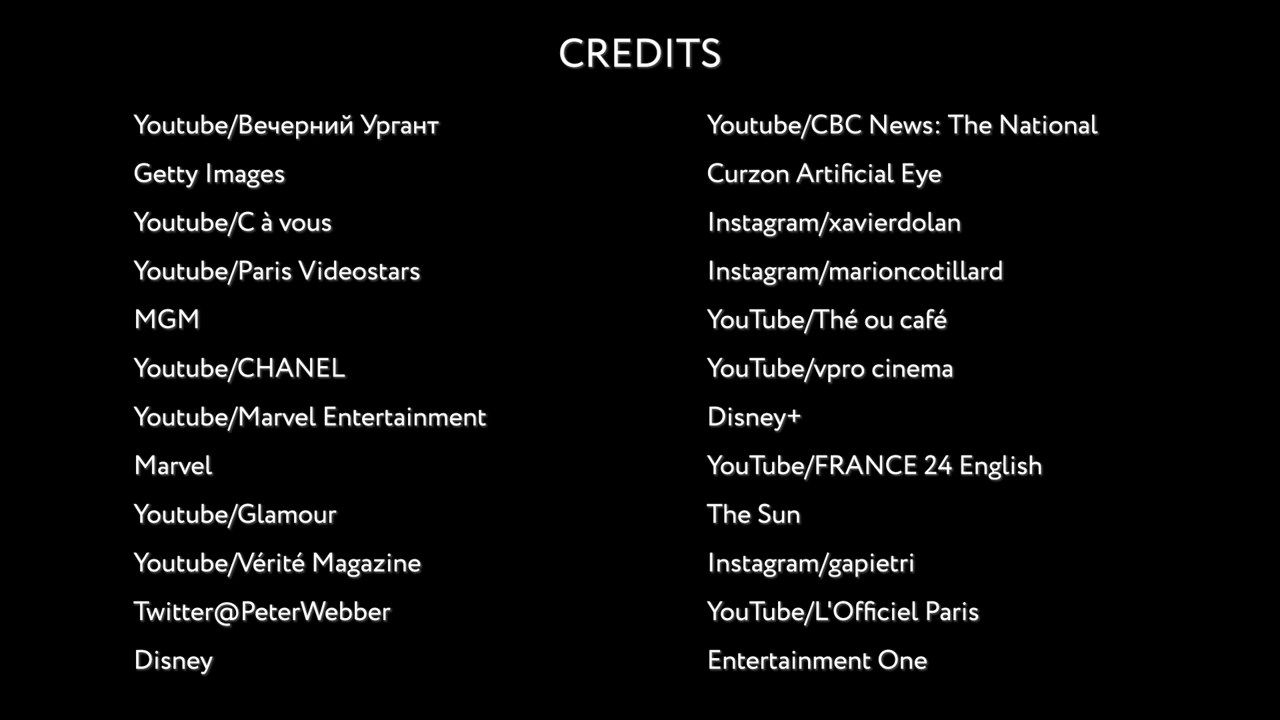 CREDITS
Youtube/Вечерний Ургант
Getty Images
Youtube/C à vous
Youtube/Paris Videostars
MGM
Youtube/CHANEL
Youtube/Marvel Entertainment
Marvel
Youtube/Glamour
Youtube/Vérité Magazine
Twitter@PeterWebber
Disney
Youtube/CBC News: The National
Curzon Artificial Eye
Instagram/xavierdolan
Instagram/marioncotillard
YouTube/Thé ou café
YouTube/vpro cinema
Disney+
YouTube/FRANCE 24 English
The Sun
Instagram/gapietri
YouTube/L'Officiel Paris
Entertainment One